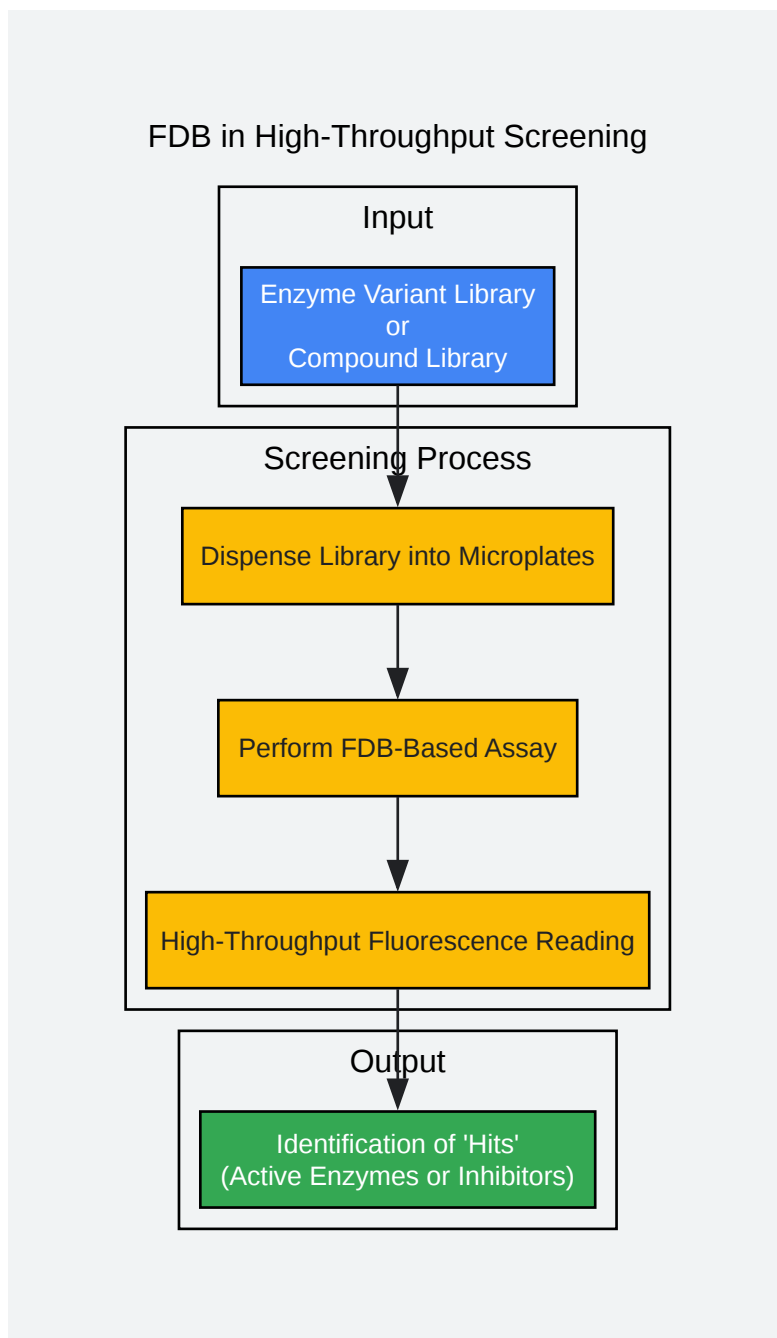 FDB in High-Throughput Screening
Input
Enzyme Variant Library
or
Compound Library
Screening Process
Dispense Library into Microplates
Perform FDB-Based Assay
High-Throughput Fluorescence Reading
Output
Identification of 'Hits'
(Active Enzymes or Inhibitors)